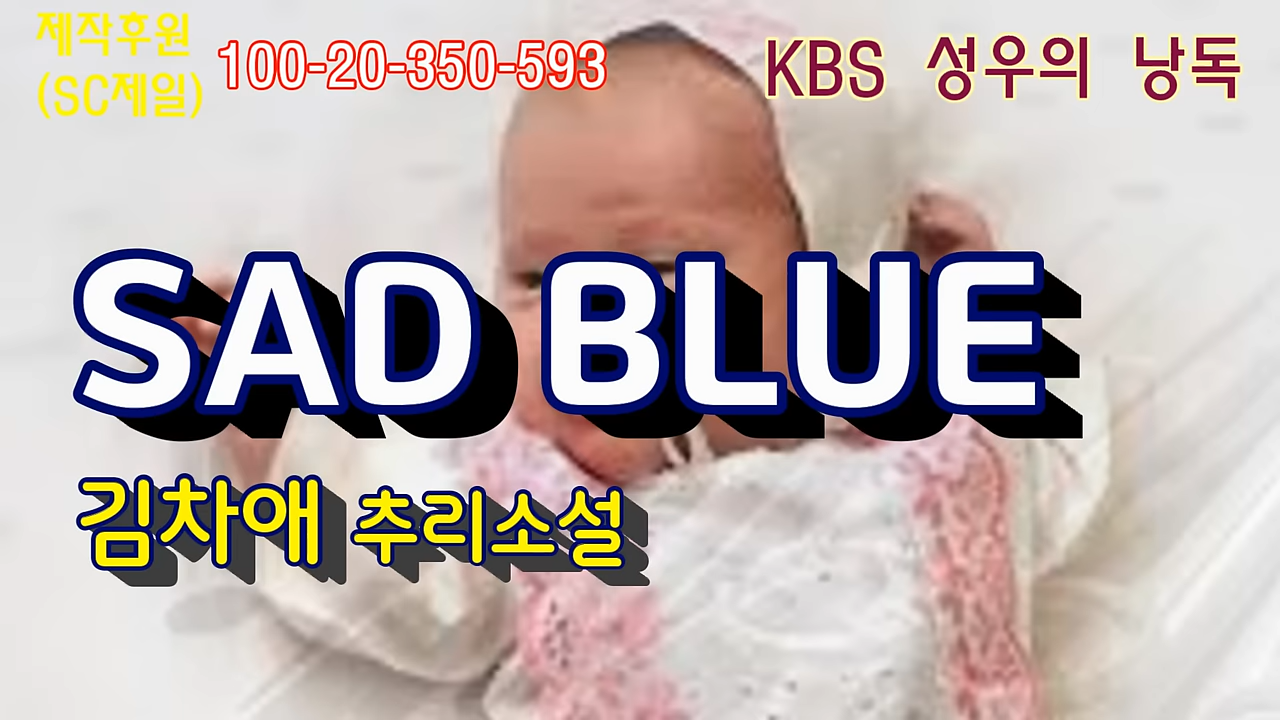 제작후원
(SC제일)
100-20-350-593
KBS 성우의 낭독
SAD BLUE
김차애 추리소설